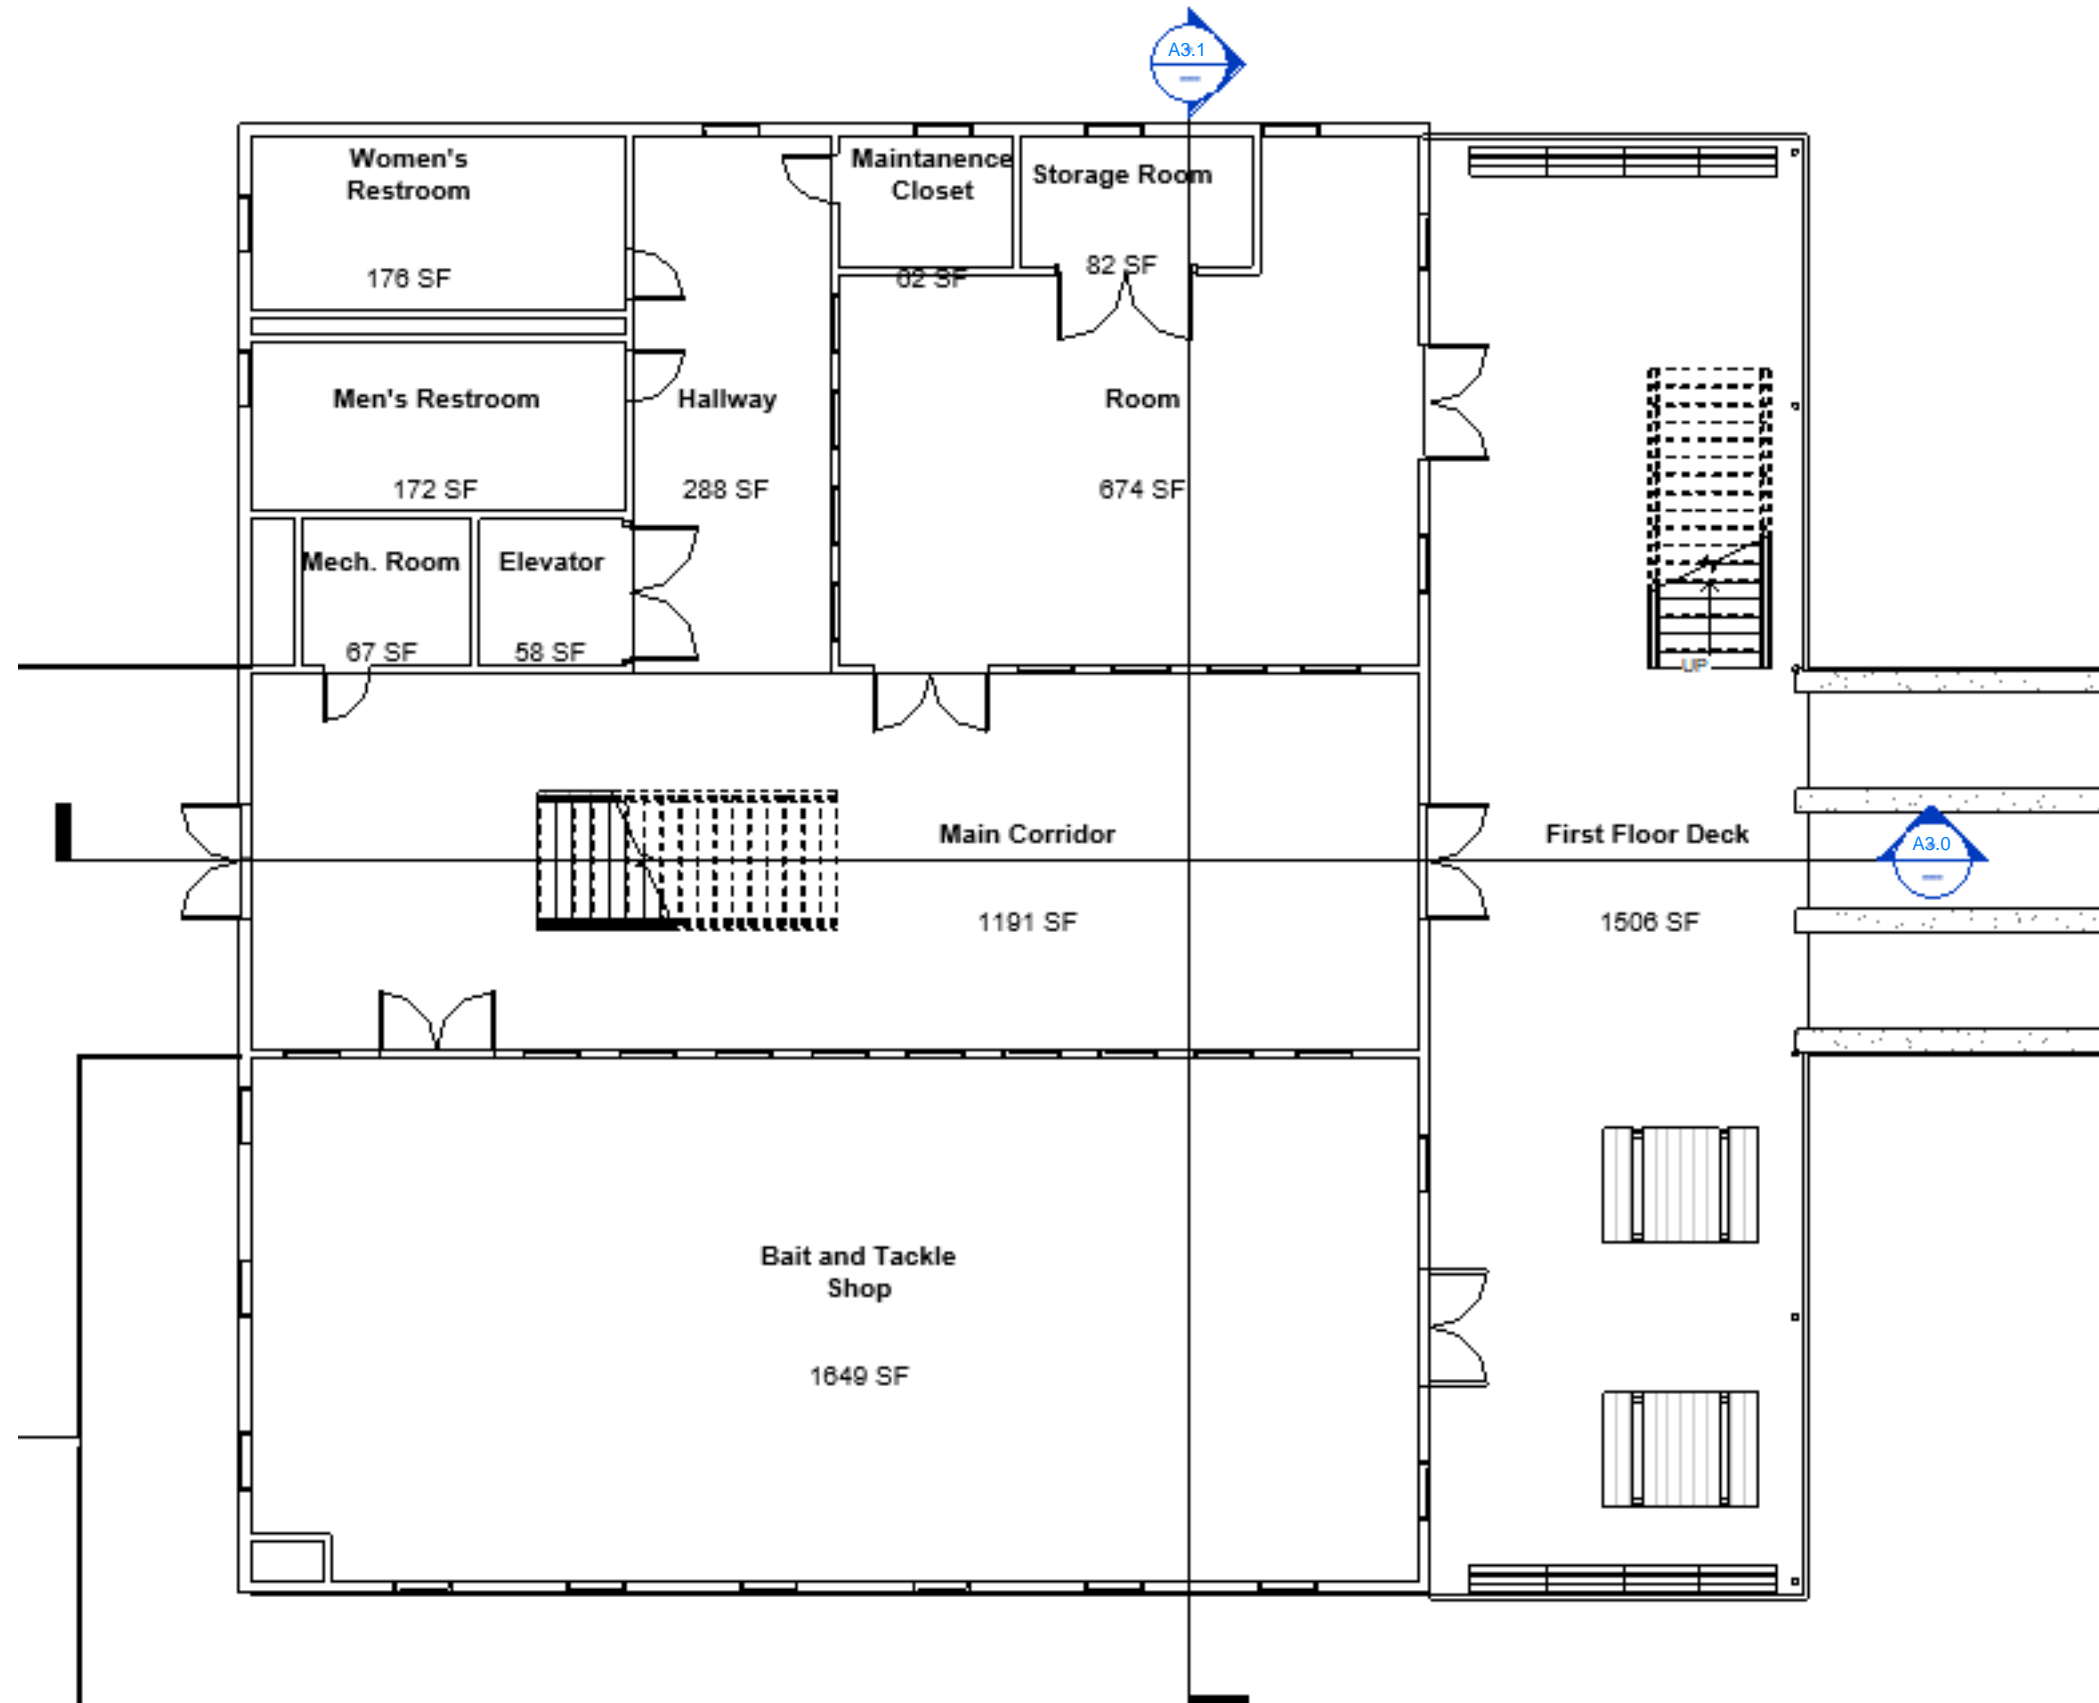 A3.1
Women's
Restroom
176 SF
Maintanence
Closet
62 SF
Storage Room
82 SF
Men's Restroom
172 SF
Hallway
288 SF
Room
674 SF
Mech. Room
67 SF
Elevator
58 SF
UP
Main Corridor
1191 SF
First Floor Deck
1506 SF
A3.0
Bait and Tackle
Shop
1649 SF